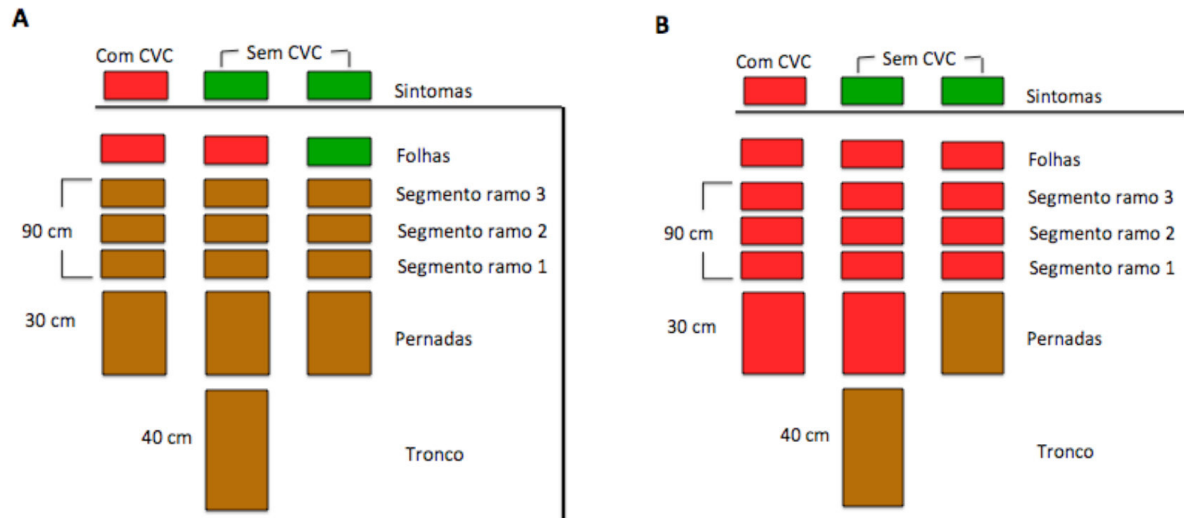 A
Com CVC
Sem CVC
Sintomas
Folhas
Segmento ramo 3
90 cm
Segmento ramo 2
Segmento ramo 1
30 cm
Pernadas
40 cm
Tronco
B
Com CVC
Sem CVC
Sintomas
Folhas
Segmento ramo 3
90 cm
Segmento ramo 2
Segmento ramo 1
30 cm
Pernadas
40 cm
Tronco